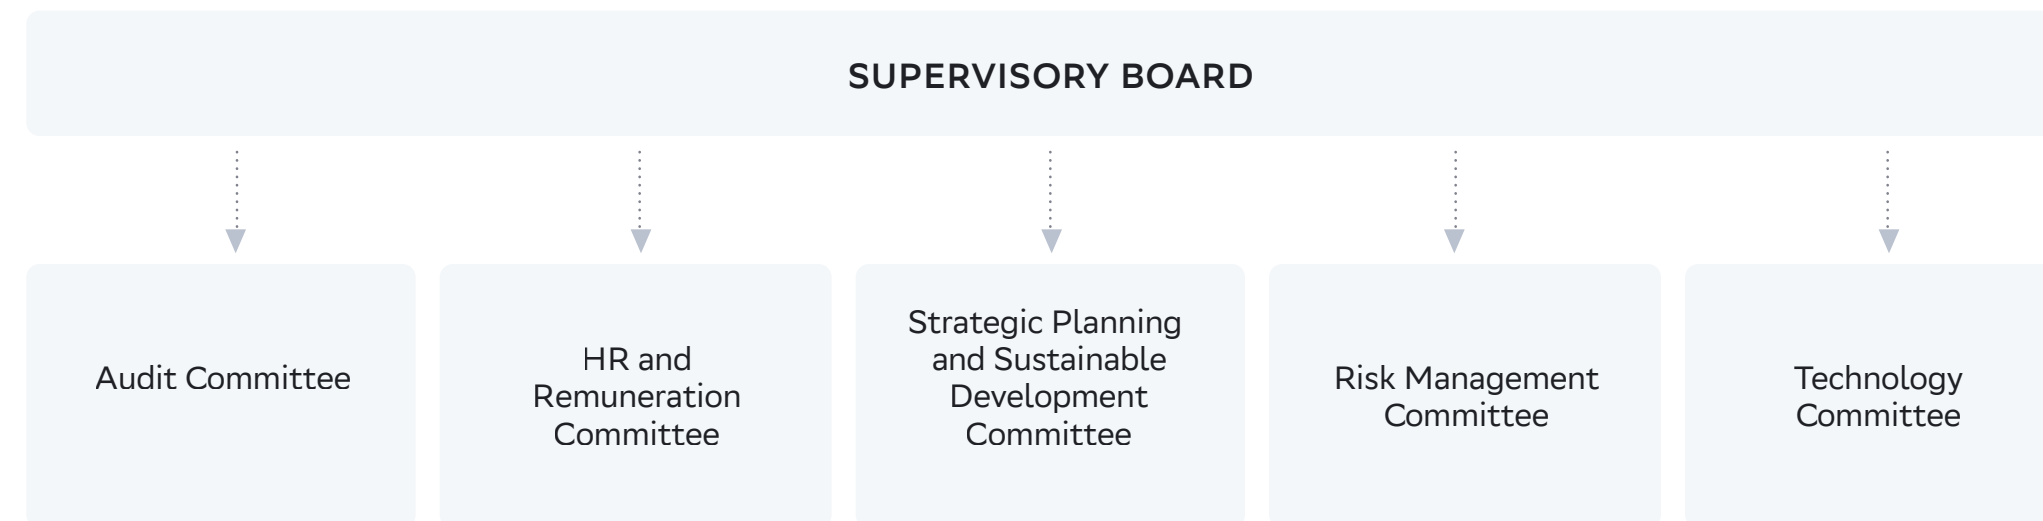 SUPERVISORY BOARD
Audit Committee
HR and
Remuneration
Committee
Strategic Planning
and Sustainable
Development
Committee
Risk Management
Committee
Technology
Committee